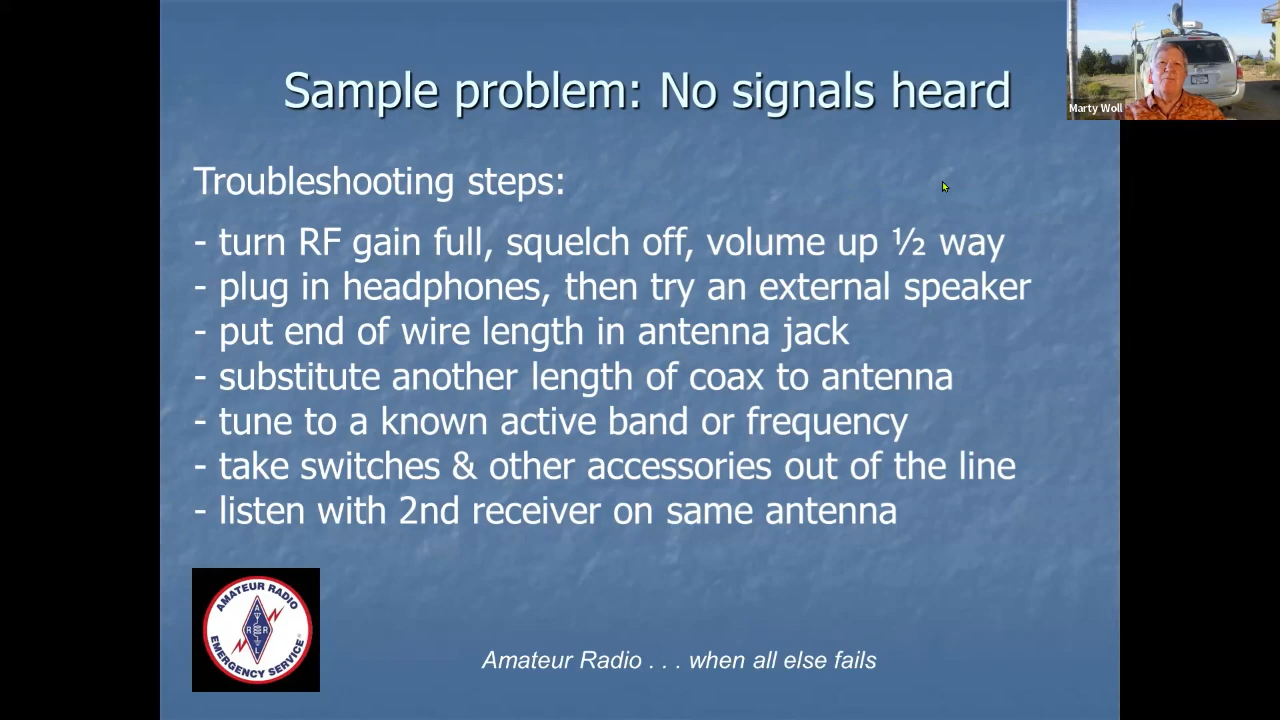 Sample problem: No signals heard
Marty Woll
Troubleshooting steps:
- turn RF gain full, squelch off, volume up ½ way
- plug in headphones, then try an external speaker
- put end of wire length in antenna jack
- substitute another length of coax to antenna
- tune to a known active band or frequency
- take switches & other accessories out of the line
- listen with 2nd receiver on same antenna
AMATEUR RADIO
A
R R
L
EMERGENCY SERVICE
Amateur Radio . . . when all else fails